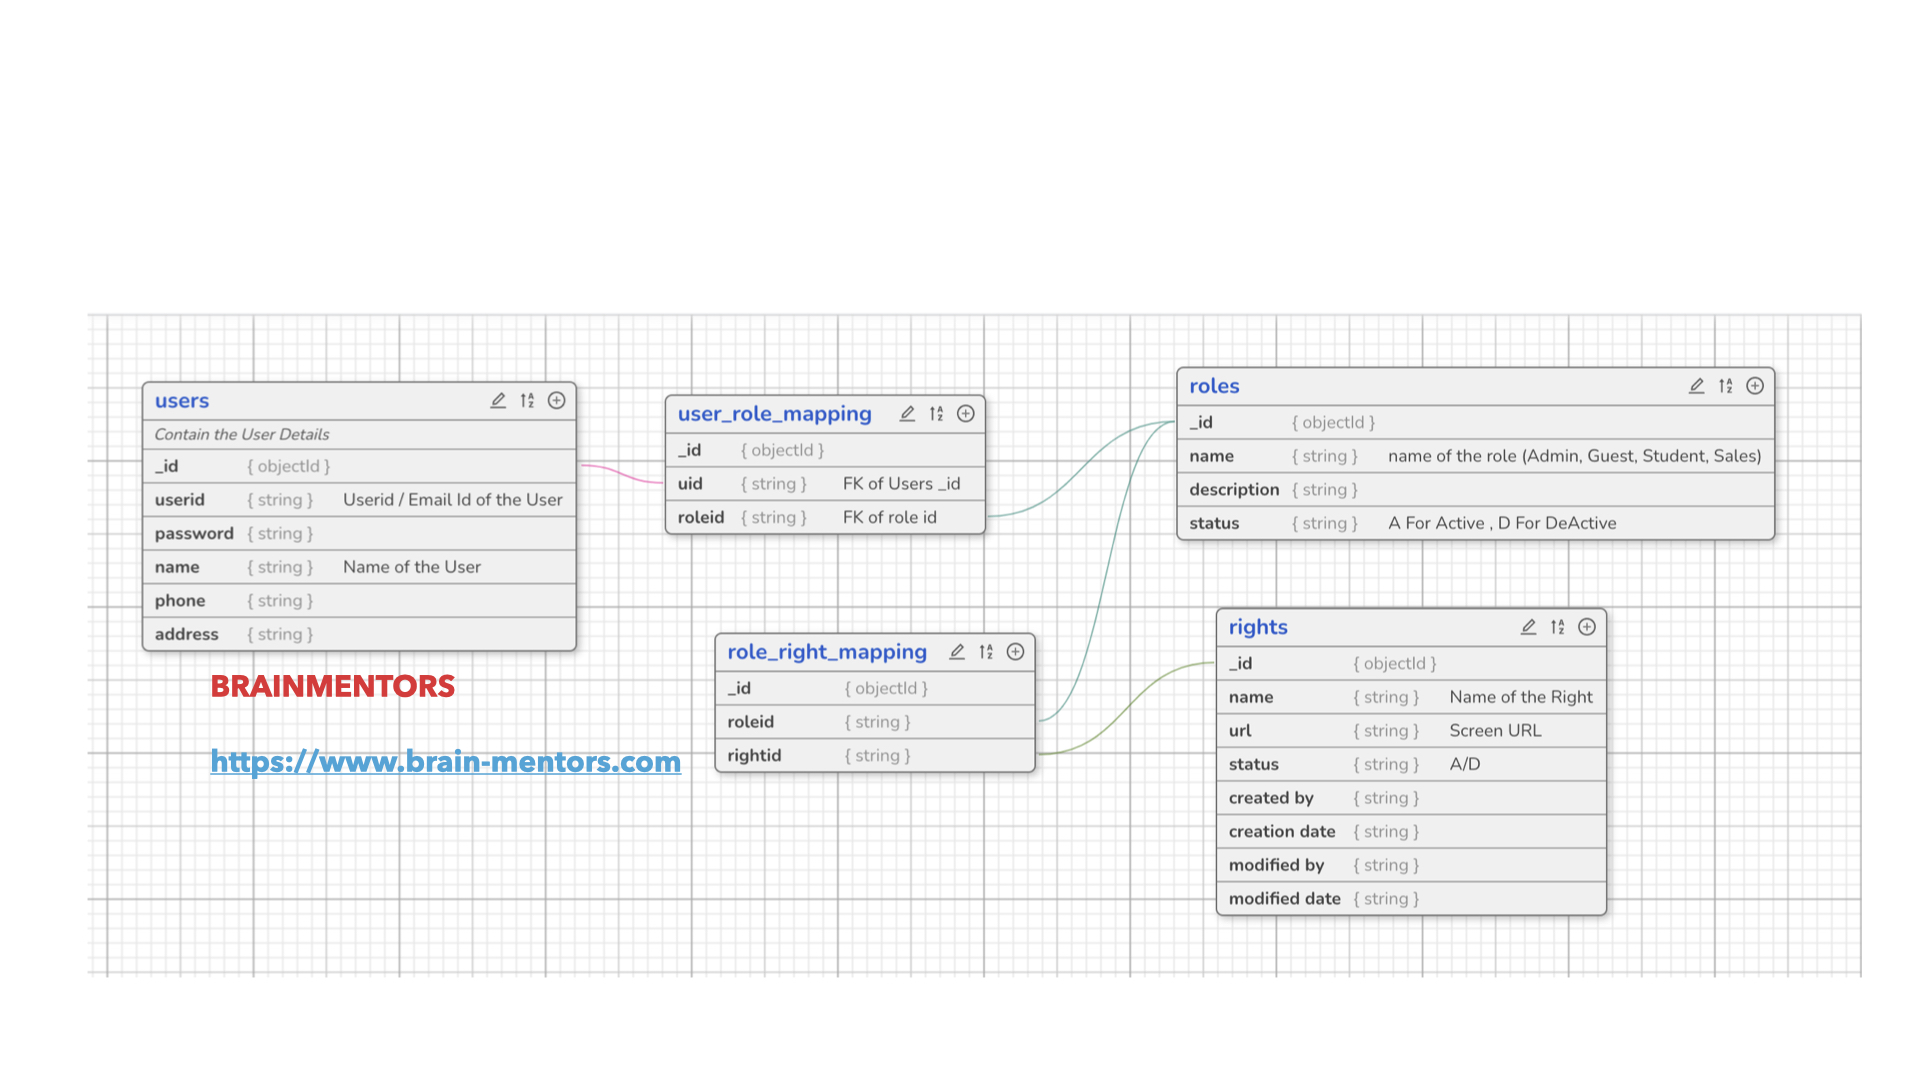 users
Contain the User Details
_id { objectId }
userid { string } Userid / Email Id of the User
password { string }
name { string } Name of the User
phone { string }
address { string }
BRAINMENTORS
https://www.brain-mentors.com
user_role_mapping
_id { objectId }
uid { string } FK of Users _id
roleid { string } FK of role id
role_right_mapping
_id { objectId }
roleid { string }
rightid { string }
roles
_id { objectId }
name { string } name of the role (Admin, Guest, Student, Sales)
description { string }
status { string } A For Active , D For DeActive
rights
_id { objectId }
name { string } Name of the Right
url { string } Screen URL
status { string } A/D
created by { string }
creation date { string }
modified by { string }
modified date { string }